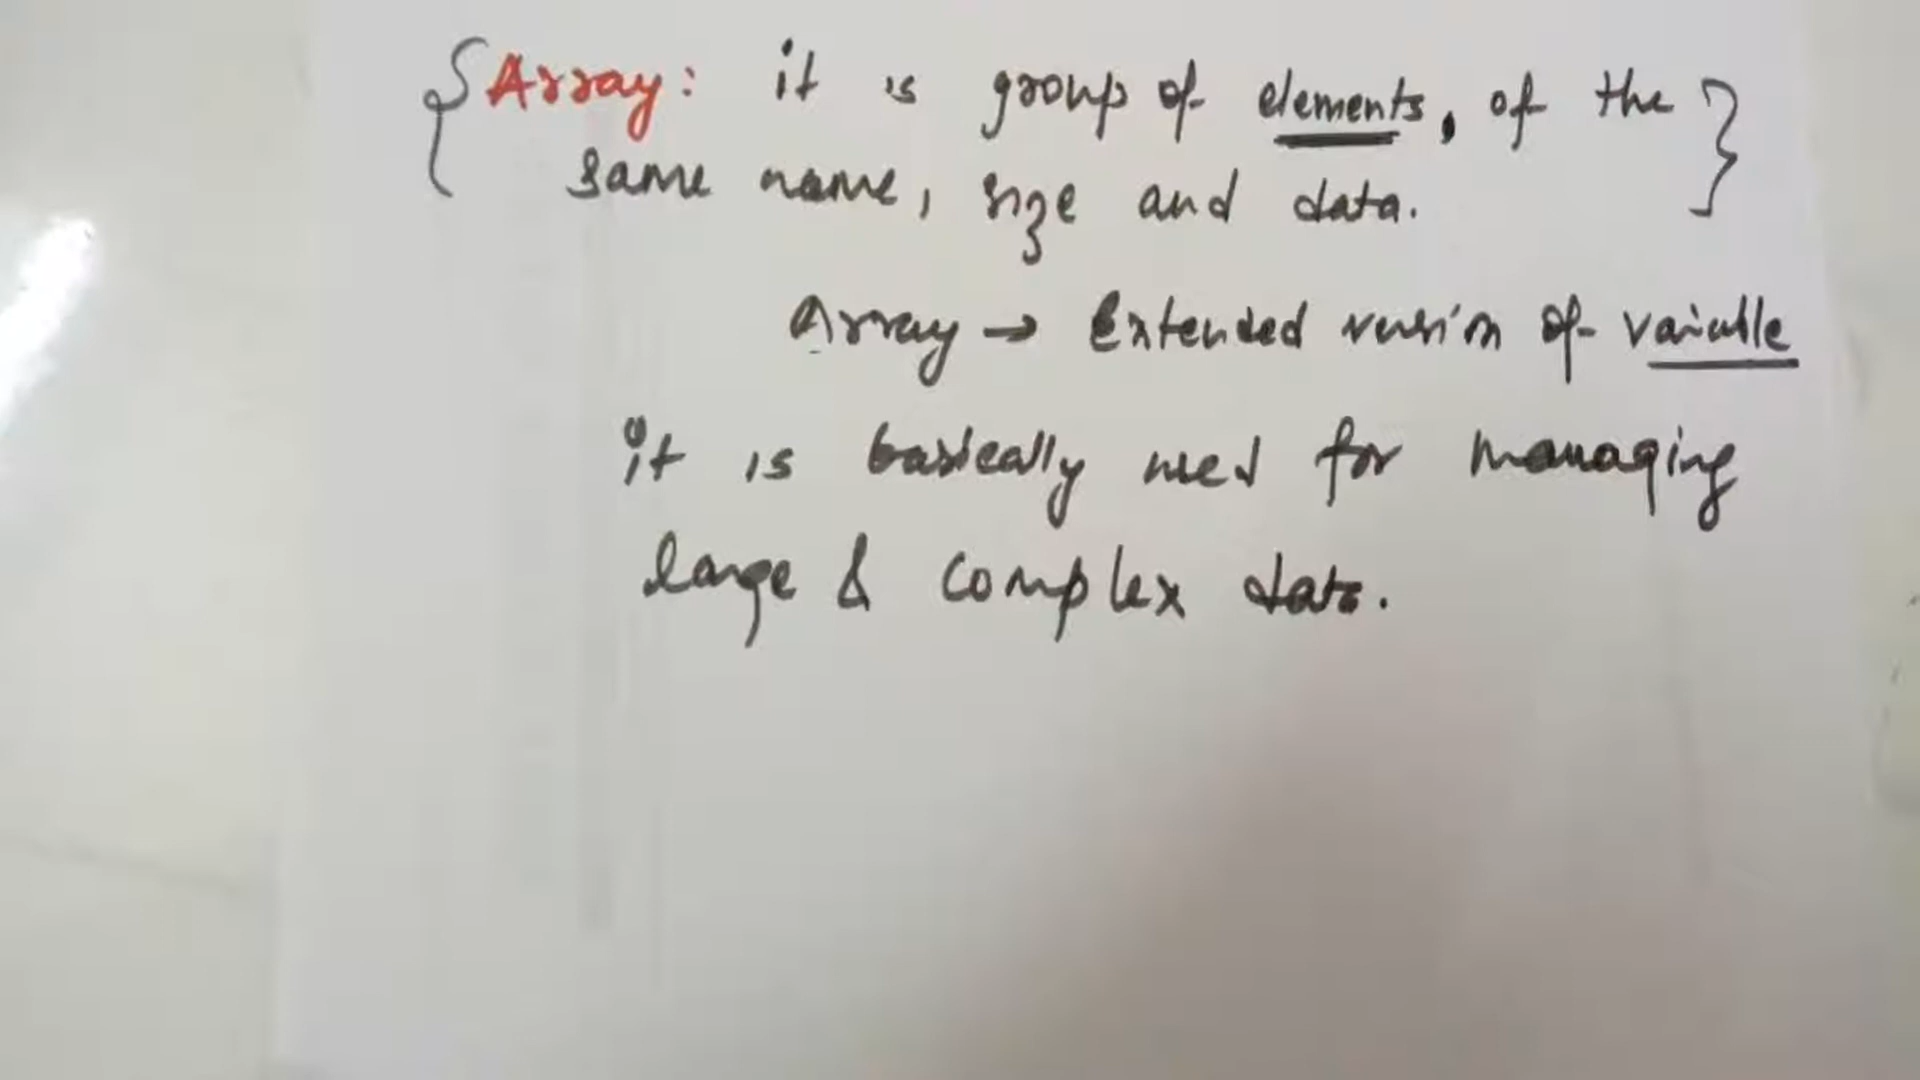 { Array: it is group of elements, of the }
same name, size and data.
Array → Extended version of variable
it is basically used for managing
large & complex data.